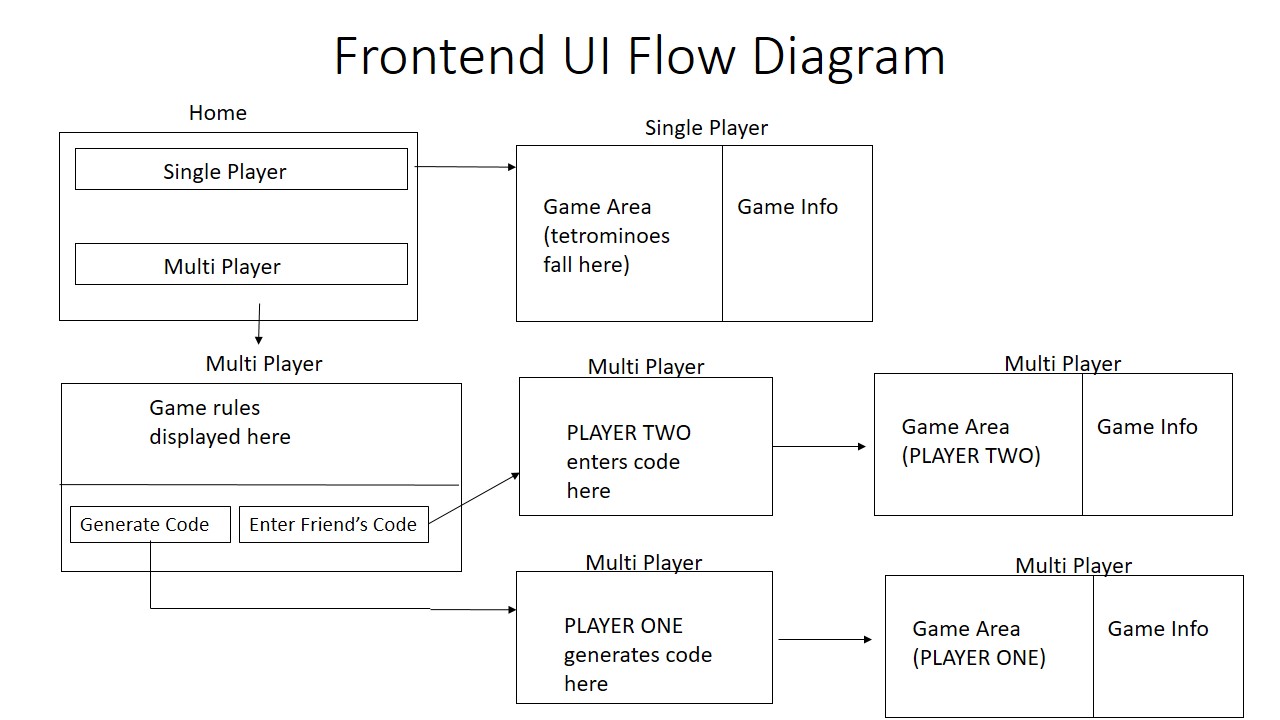 Frontend UI Flow Diagram
Home
Single Player
Multi Player
Single Player
Game Area
(tetrominoes
fall here)
Game Info
Multi Player
Game rules
displayed here
Generate Code
Enter Friend's Code
Multi Player
PLAYER TWO
enters code
here
Multi Player
Game Area
(PLAYER TWO)
Game Info
Multi Player
PLAYER ONE
generates code
here
Multi Player
Game Area
(PLAYER ONE)
Game Info